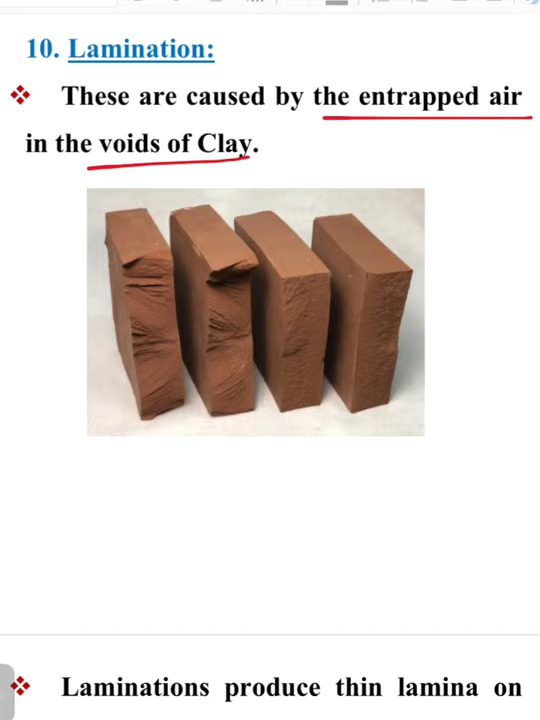 10. Lamination:
❖ These are caused by the entrapped air
in the voids of Clay.
❖ Laminations produce thin lamina on